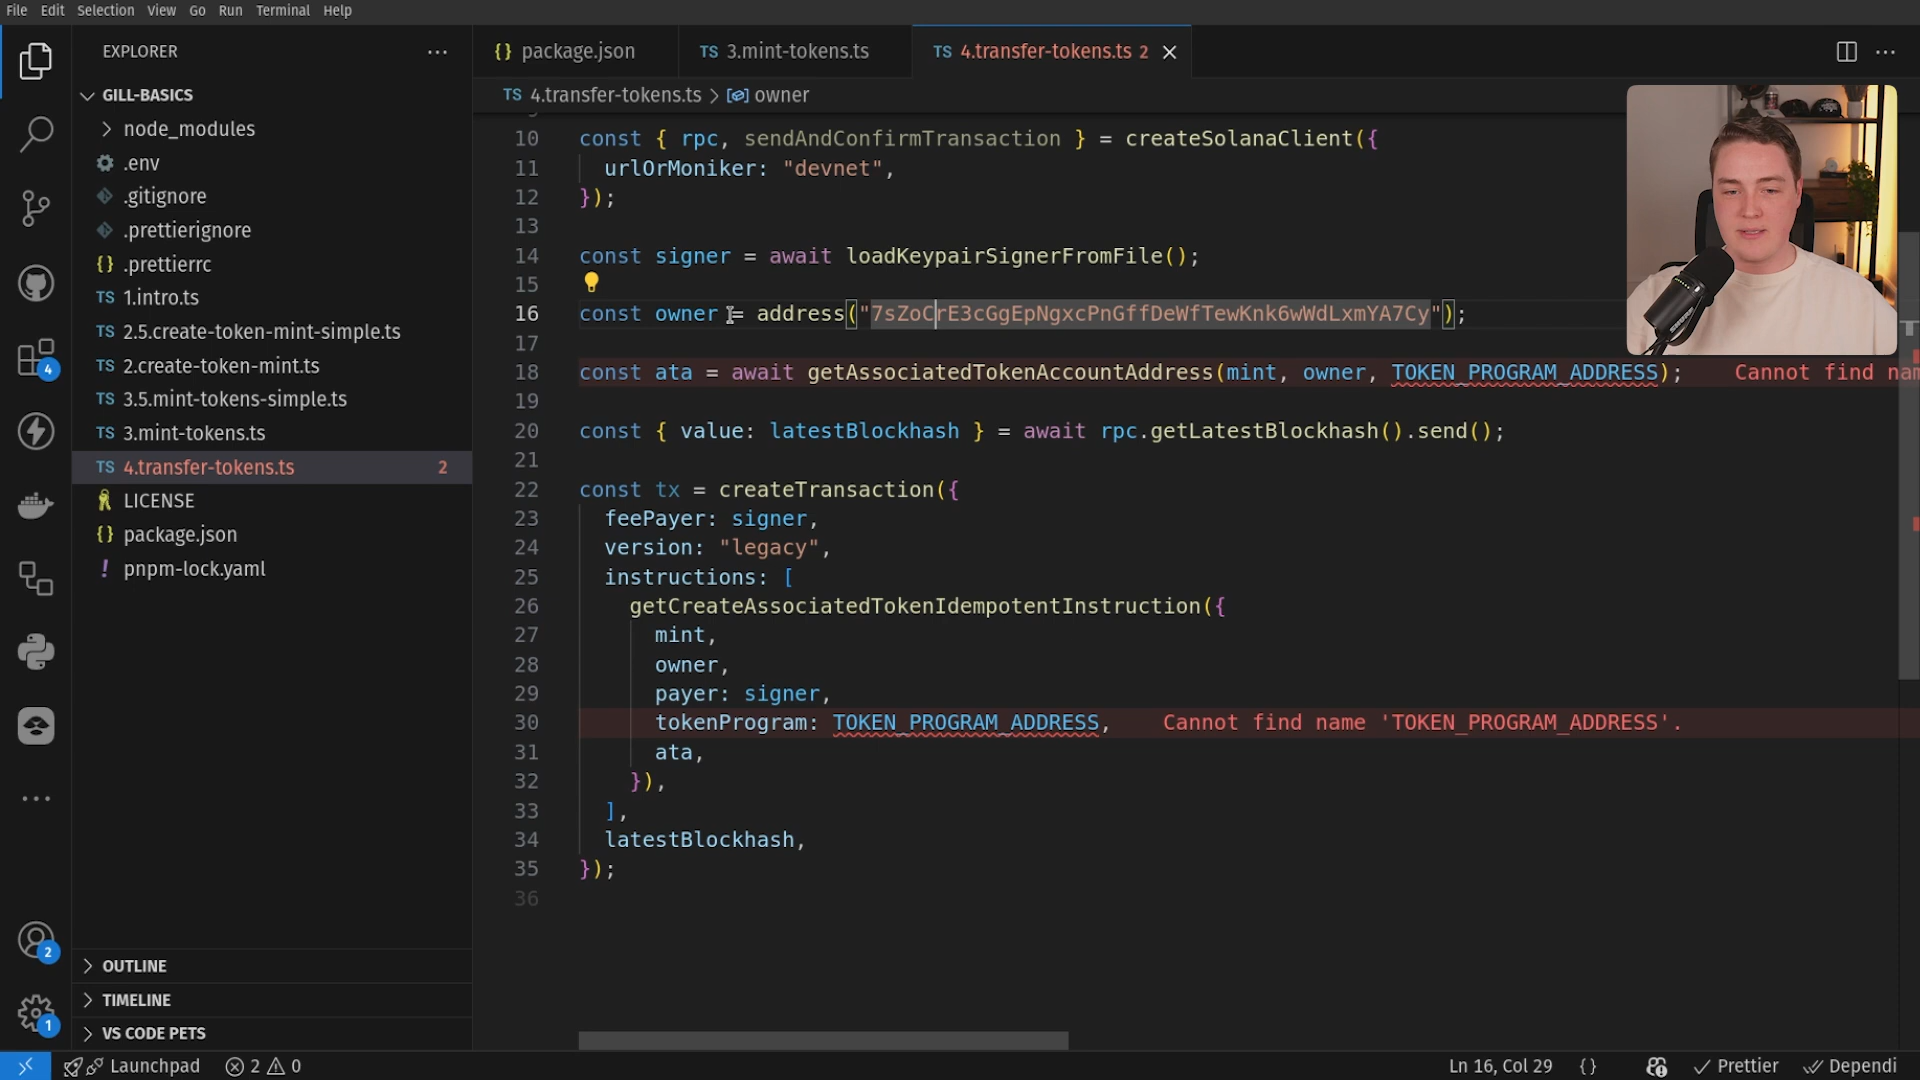 File Edit Selection View Go Run Terminal Help
EXPLORER
GILL-BASICS
node_modules
.env
.gitignore
.prettierignore
.prettierrc
1.intro.ts
2.5.create-token-mint-simple.ts
2.create-token-mint.ts
3.5.mint-tokens-simple.ts
3.mint-tokens.ts
4.transfer-tokens.ts 2
LICENSE
package.json
pnpm-lock.yaml
OUTLINE
TIMELINE
VS CODE PETS
4
2
1
package.json TS 3.mint-tokens.ts TS 4.transfer-tokens.ts 2
TS 4.transfer-tokens.ts > owner
10 const { rpc, sendAndConfirmTransaction } = createSolanaClient({
11 urlOrMoniker: "devnet",
12 });
13
14 const signer = await loadKeypairSignerFromFile();
15
16 const owner = address("7sZoCrE3cGgEpNgxcPnGffDeWfTewKnk6wWdLxmYA7Cy");
17
18 const ata = await getAssociatedTokenAccountAddress(mint, owner, TOKEN_PROGRAM_ADDRESS); Cannot find nam
19
20 const { value: latestBlockhash } = await rpc.getLatestBlockhash().send();
21
22 const tx = createTransaction({
23 feePayer: signer,
24 version: "legacy",
25 instructions: [
26 getCreateAssociatedTokenIdempotentInstruction({
27 mint,
28 owner,
29 payer: signer,
30 tokenProgram: TOKEN_PROGRAM_ADDRESS, Cannot find name 'TOKEN_PROGRAM_ADDRESS'.
31 ata,
32 }),
33 ],
34 latestBlockhash,
35 });
36
Launchpad 2 0 Ln 16, Col 29 {} Prettier Dependi